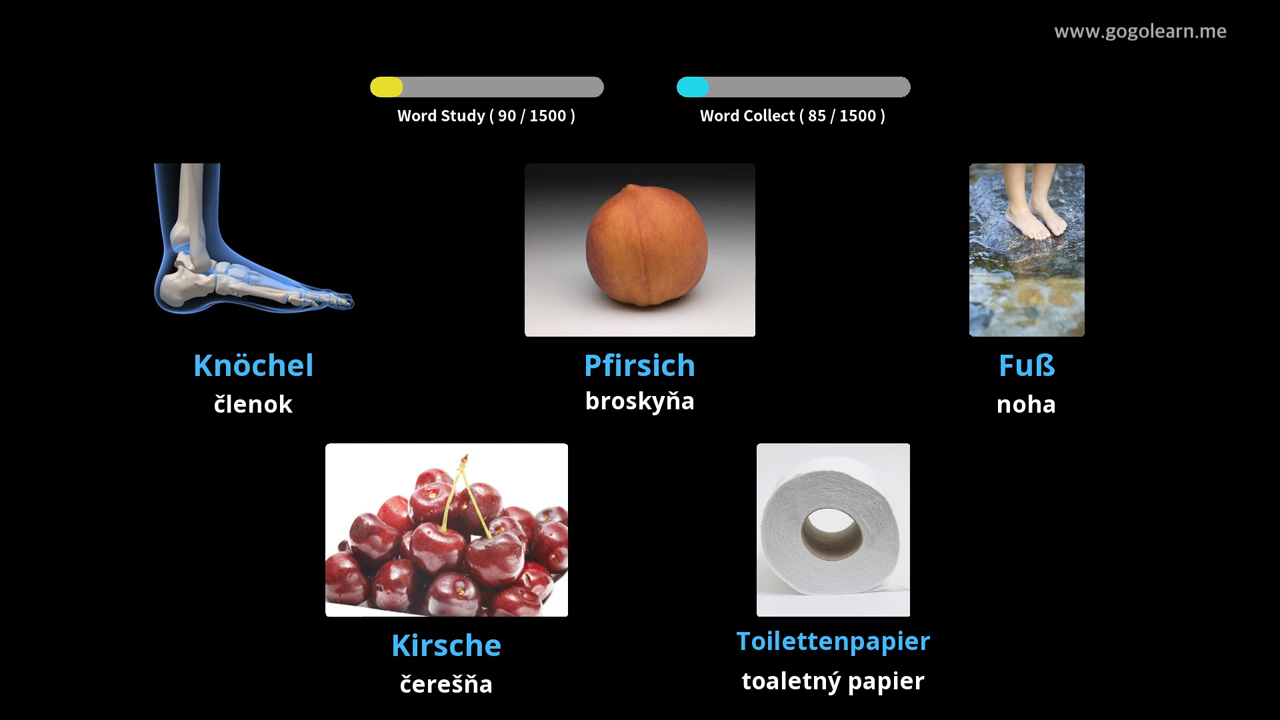 www.gogolearn.me
Word Study ( 90 / 1500 )
Word Collect ( 85 / 1500 )
Knöchel
členok
Pfirsich
broskyňa
Fuß
noha
Kirsche
čerešňa
Toilettenpapier
toaletný papier